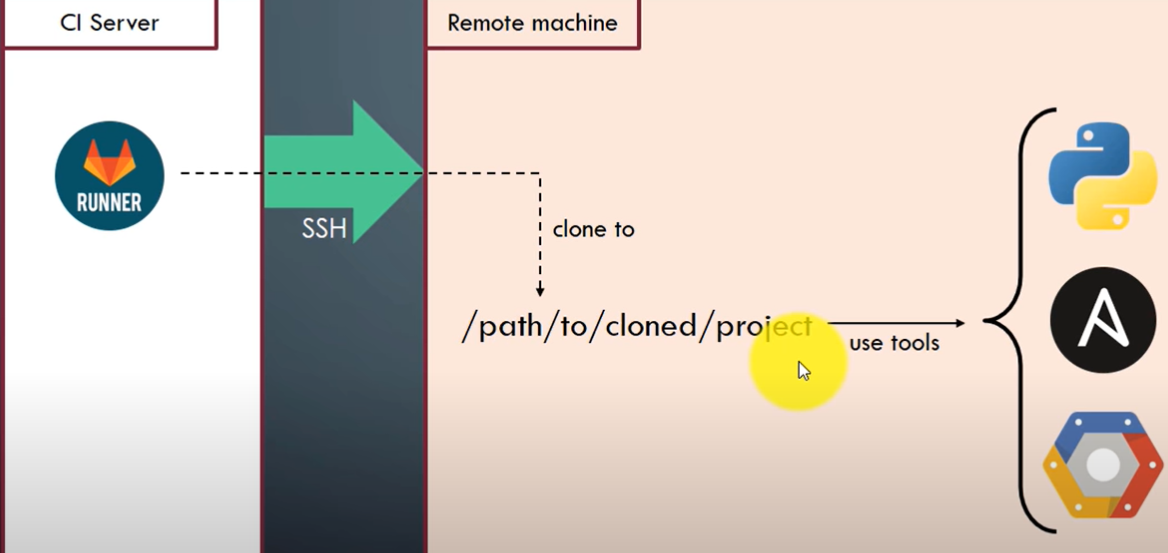 CI Server
Remote machine
RUNNER
SSH
clone to
/path/to/cloned/project
use tools